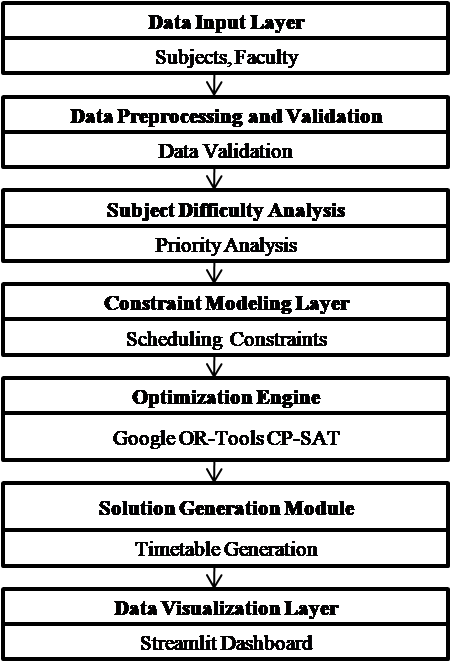 Data Input Layer
Subjects, Faculty
Data Preprocessing and Validation
Data Validation
Subject Difficulty Analysis
Priority Analysis
Constraint Modeling Layer
Scheduling Constraints
Optimization Engine
Google OR-Tools CP-SAT
Solution Generation Module
Timetable Generation
Data Visualization Layer
Streamlit Dashboard